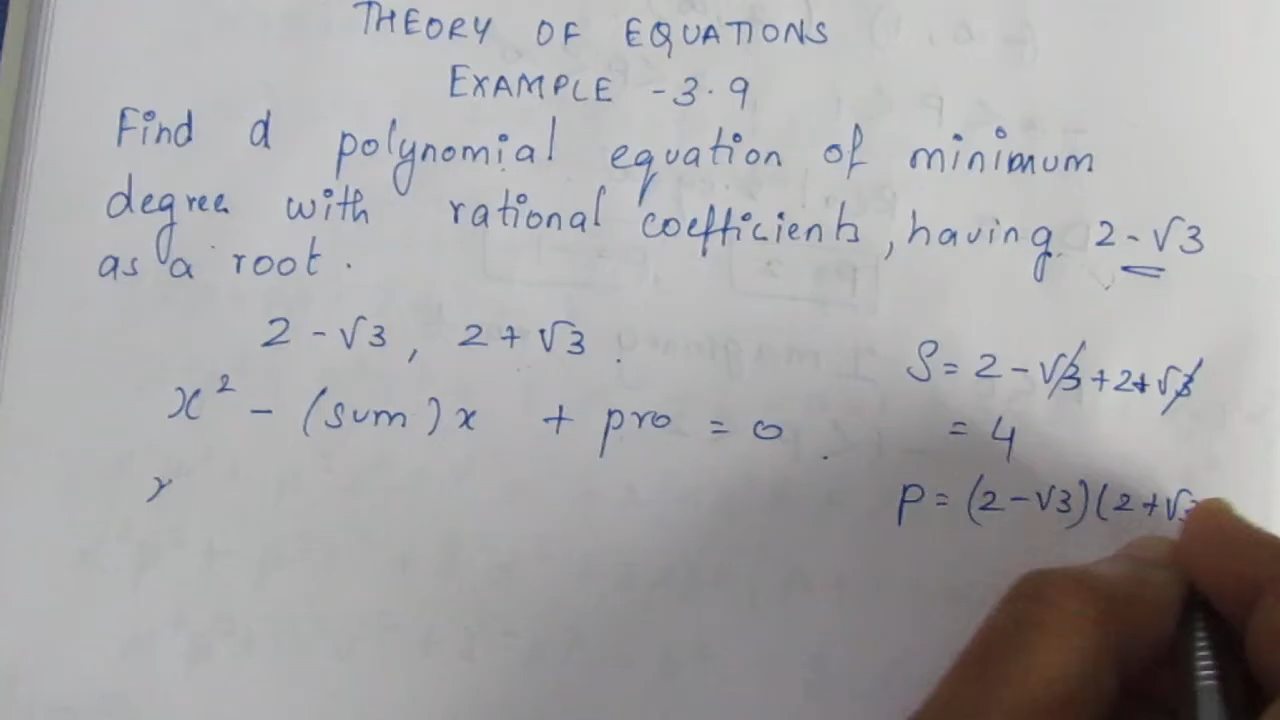 THEORY OF EQUATIONS
EXAMPLE - 3.9
Find a polynomial equation of minimum
degree with rational coefficients, having 2-√3
as a root.
2-√3, 2+√3.
x² - (sum)x + pro = 0.
S = 2-√3+2+√3
= 4
P = (2-√3)(2+√3